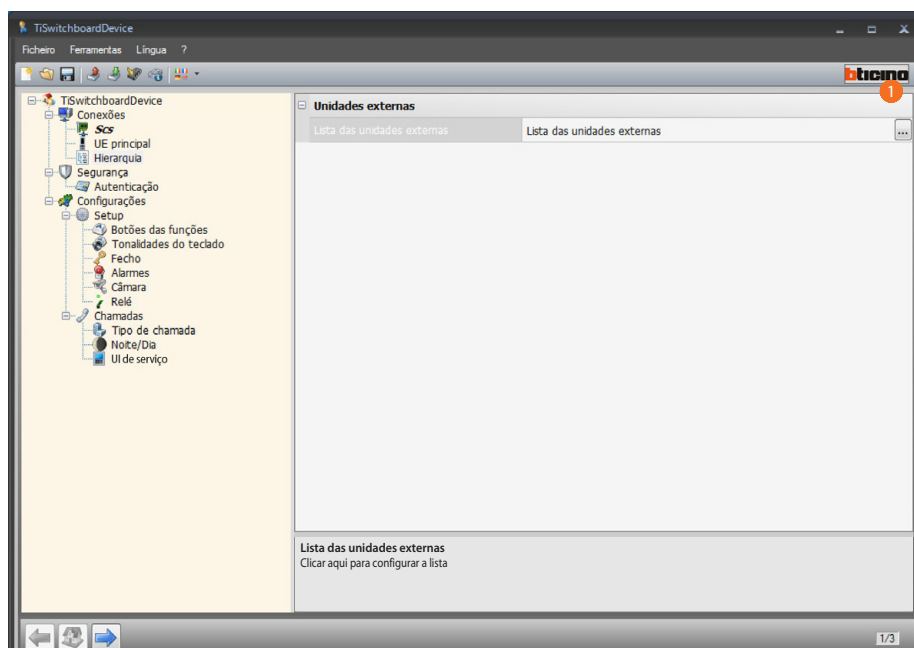 TiSwitchboardDevice
Ficheiro Ferramentas Língua ?
bticino
1
TiSwitchboardDevice
Conexões
Scs
UE principal
Hierarquia
Segurança
Autenticação
Configurações
Setup
Botões das funções
Tonalidades do teclado
Fecho
Alarmes
Câmara
Relé
Chamadas
Tipo de chamada
Noite/Dia
UI de serviço
Unidades externas
Lista das unidades externas Lista das unidades externas ...
Lista das unidades externas
Clicar aqui para configurar a lista
1/3